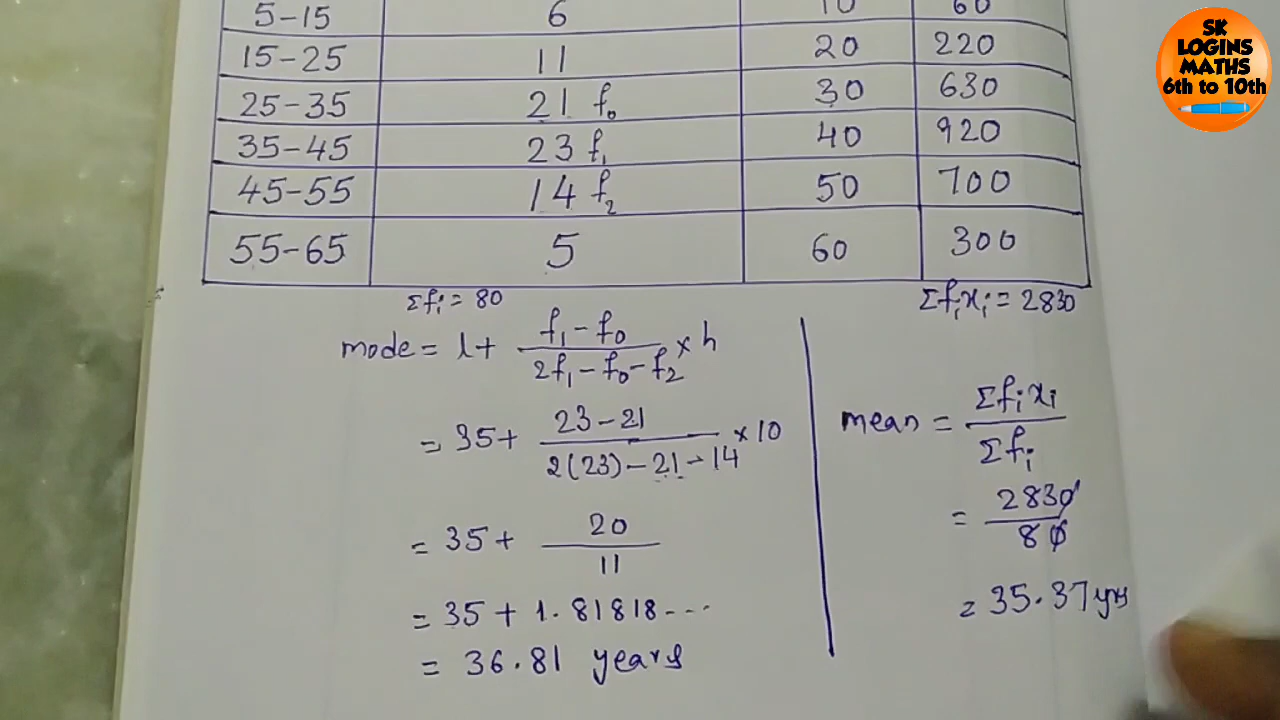 SK
LOGINS
MATHS
6th to 10th
5-15 6 10 60
15-25 11 20 220
25-35 21 f₀ 30 630
35-45 23 f₁ 40 920
45-55 14 f₂ 50 700
55-65 5 60 300
Σfᵢ = 80 Σfᵢxᵢ = 2830
mode = l + (f₁ - f₀)/(2f₁ - f₀ - f₂) × h
= 35 + (23 - 21)/(2(23) - 21 - 14) × 10
= 35 + 20/11
= 35 + 1.81818...
= 36.81 years
mean = Σfᵢxᵢ/Σfᵢ
= 2830/80
= 35.37 yrs